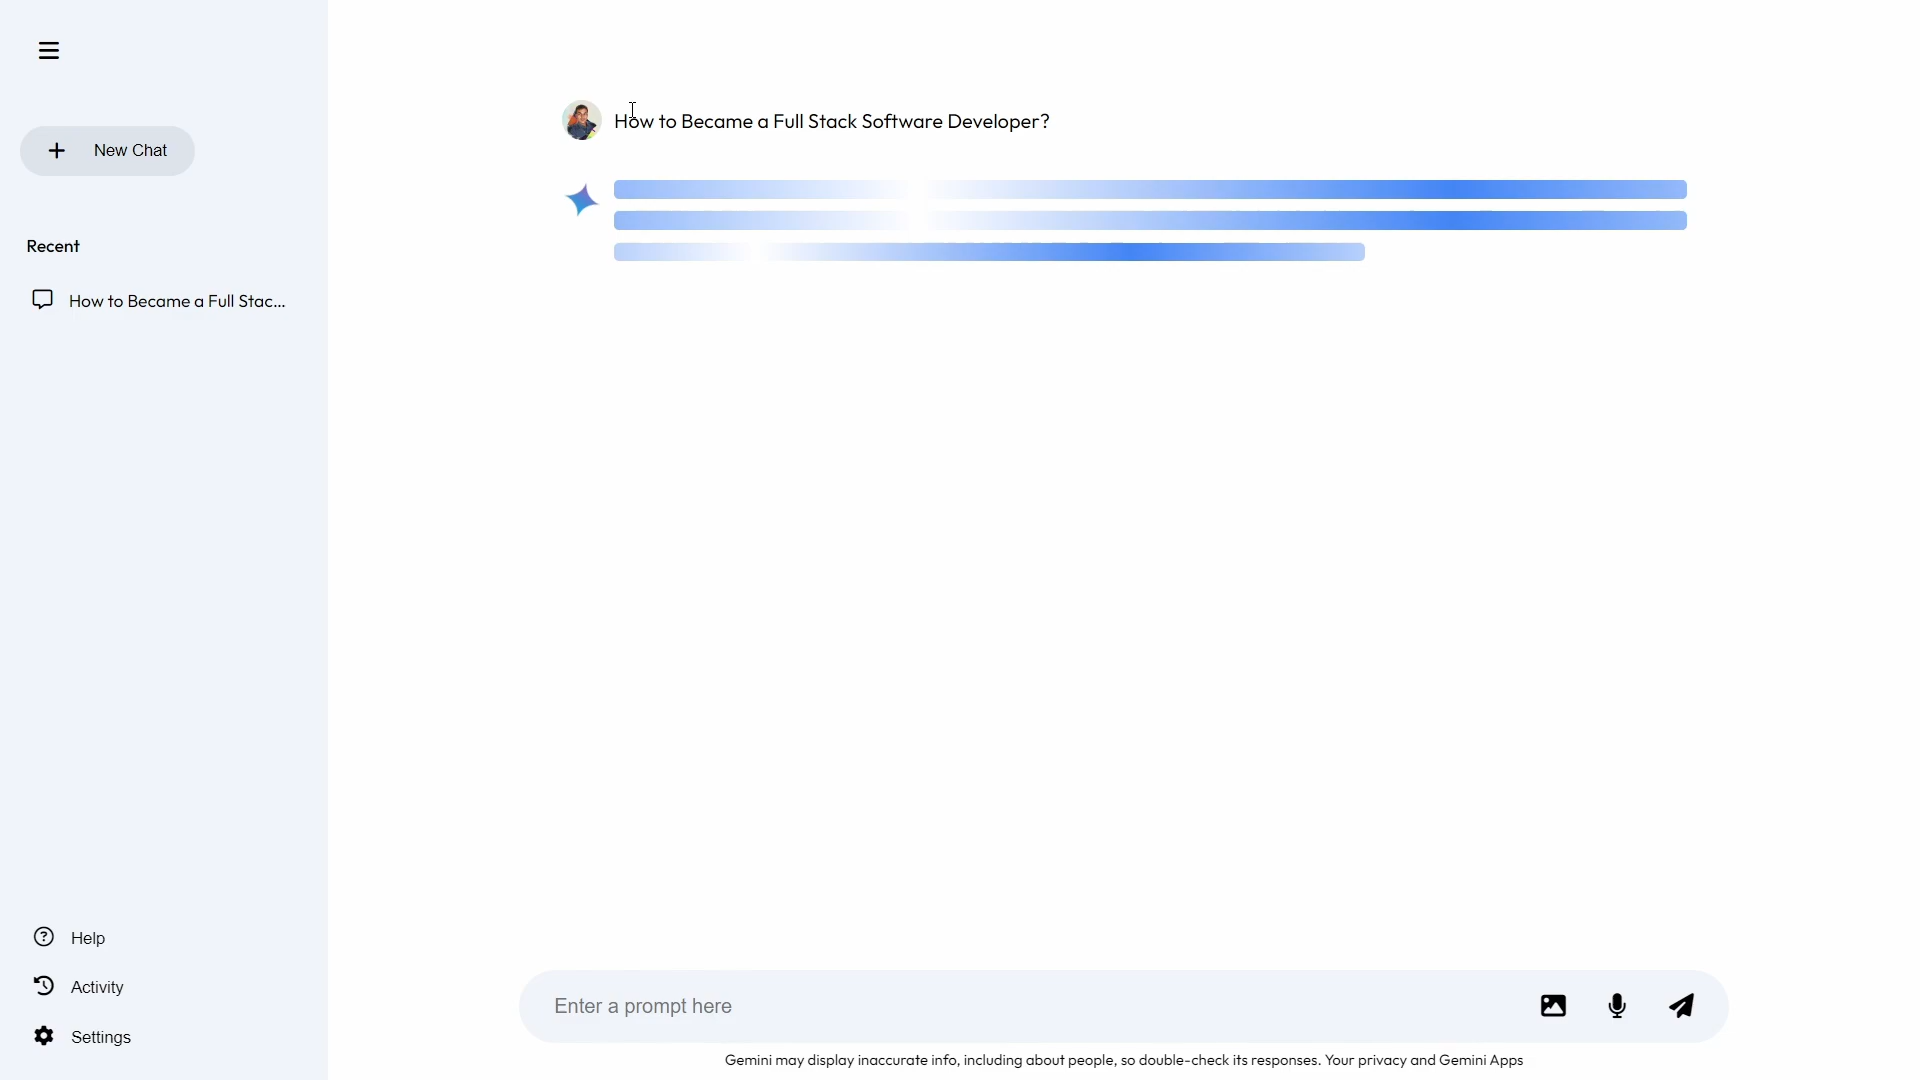 New Chat
Recent
How to Became a Full Stac...
Help
Activity
Settings
How to Became a Full Stack Software Developer?
Enter a prompt here
Gemini may display inaccurate info, including about people, so double-check its responses. Your privacy and Gemini Apps